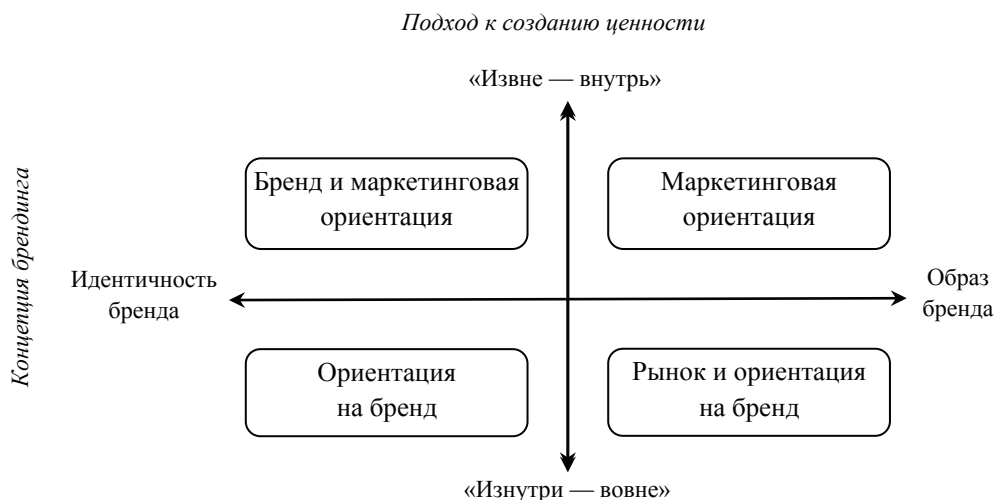 Подход к созданию ценности
«Извне — внутрь»
Концепция брендинга
Бренд и маркетинговая
ориентация
Маркетинговая
ориентация
Идентичность
бренда
Образ
бренда
Ориентация
на бренд
Рынок и ориентация
на бренд
«Изнутри — вовне»